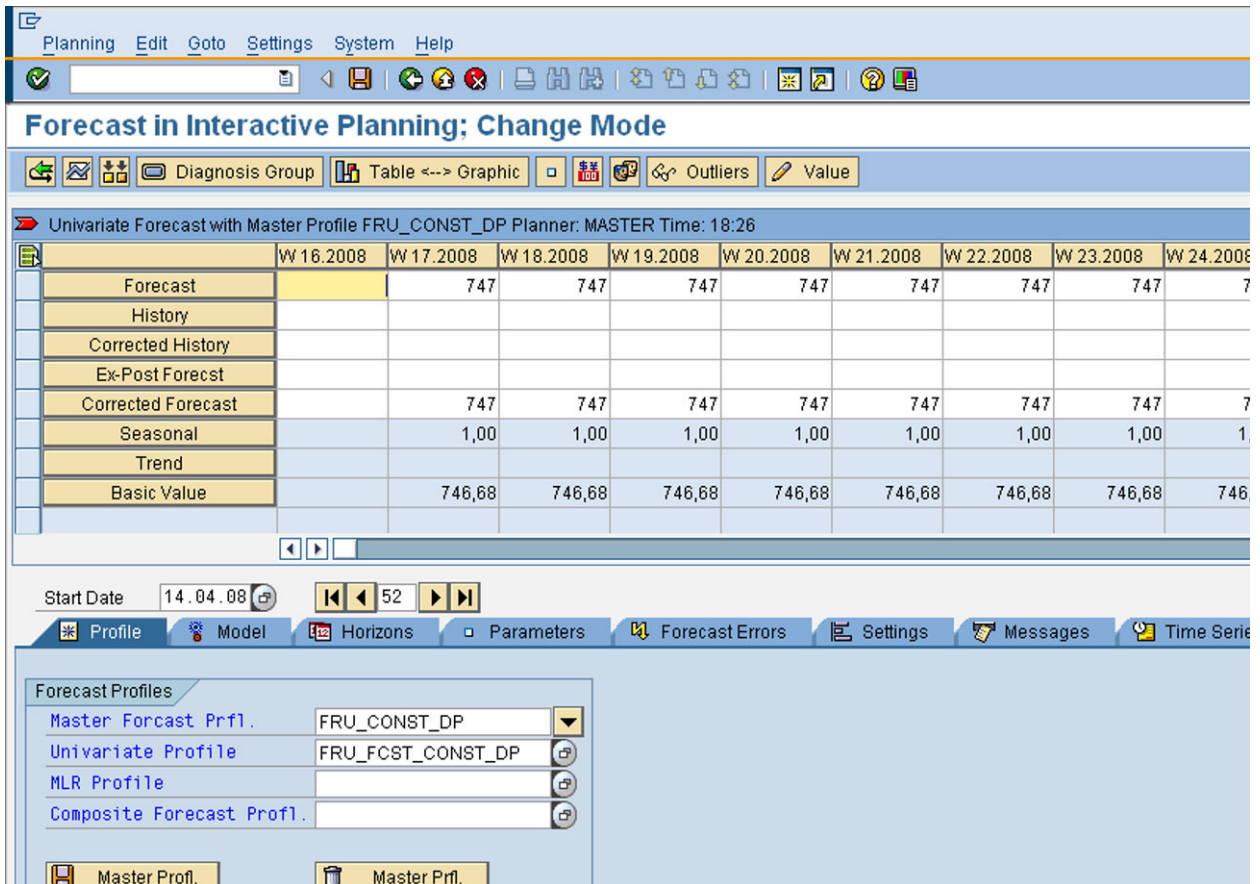 Planning Edit Goto Settings System Help
Forecast in Interactive Planning; Change Mode
Diagnosis Group Table <--> Graphic Outliers Value
Univariate Forecast with Master Profile FRU_CONST_DP Planner: MASTER Time: 18:26
W 16.2008 W 17.2008 W 18.2008 W 19.2008 W 20.2008 W 21.2008 W 22.2008 W 23.2008 W 24.2008
Forecast 747 747 747 747 747 747 747 7
History
Corrected History
Ex-Post Forecst
Corrected Forecast 747 747 747 747 747 747 747 7
Seasonal 1,00 1,00 1,00 1,00 1,00 1,00 1,00 1,
Trend
Basic Value 746,68 746,68 746,68 746,68 746,68 746,68 746,68 746,
Start Date 14.04.08 52
Profile Model Horizons Parameters Forecast Errors Settings Messages Time Serie
Forecast Profiles
Master Forcast Prfl. FRU_CONST_DP
Univariate Profile FRU_FCST_CONST_DP
MLR Profile
Composite Forecast Profl.
Master Profl. Master Prfl.